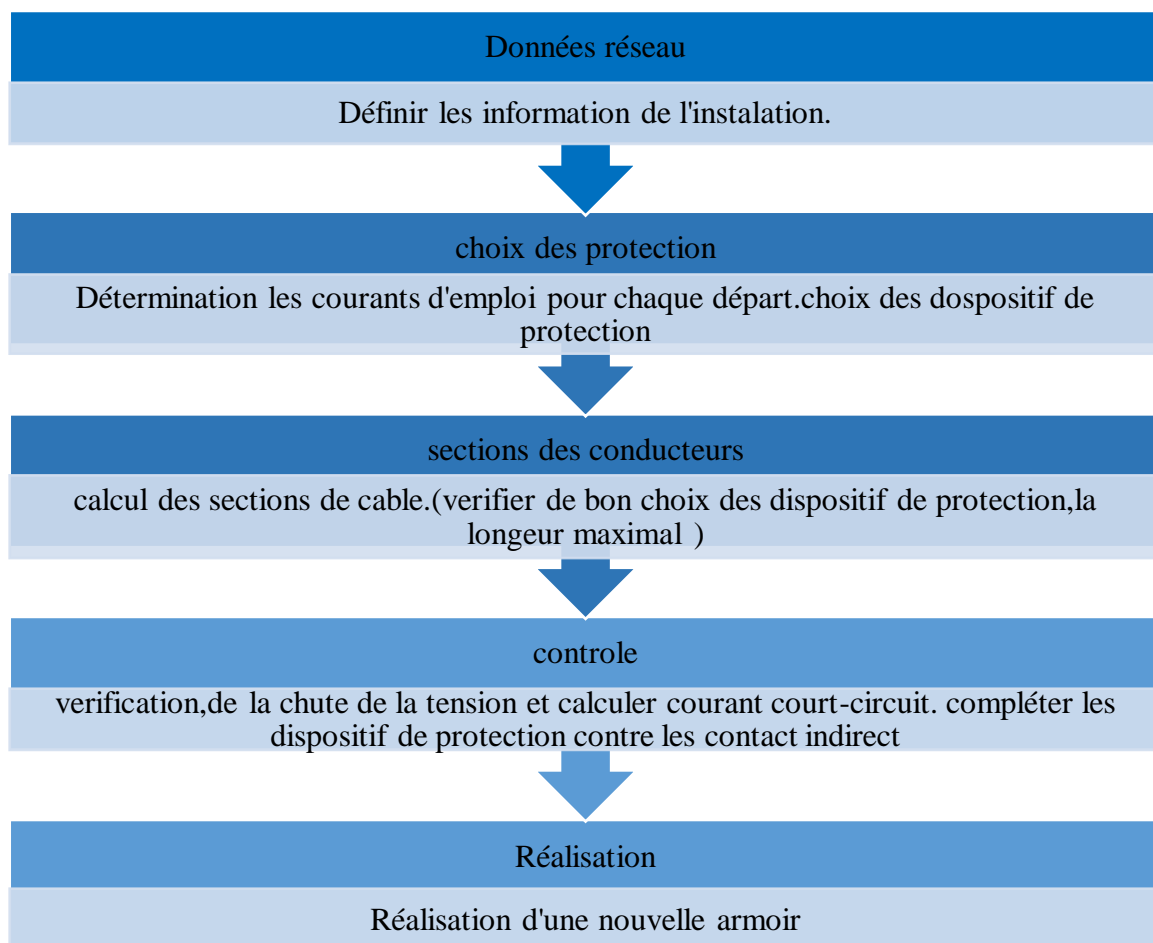 Données réseau
Définir les information de l'instalation.
choix des protection
Détermination les courants d'emploi pour chaque départ.choix des dospositif de
protection
sections des conducteurs
calcul des sections de cable.(verifier de bon choix des dispositif de protection,la
longeur maximal )
controle
verification,de la chute de la tension et calculer courant court-circuit. compléter les
dispositif de protection contre les contact indirect
Réalisation
Réalisation d'une nouvelle armoir